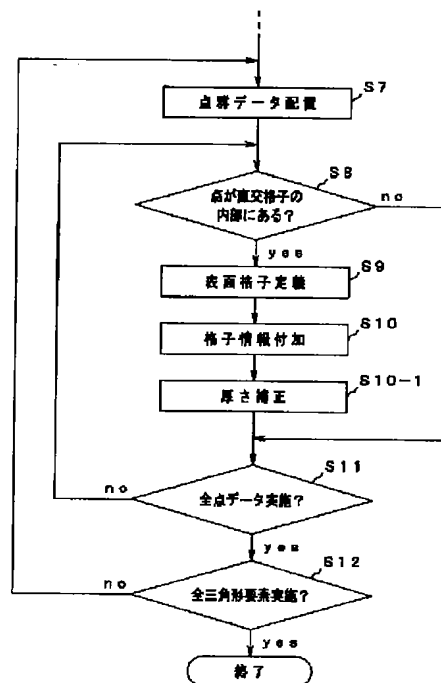 S7
点群データ配置
S8
点が直交格子の
内部にある?
no
yes
S9
表面格子定義
S10
格子情報付加
S10-1
厚さ補正
S11
no
全点データ実施?
yes
S12
no
全三角形要素実施?
yes
終了